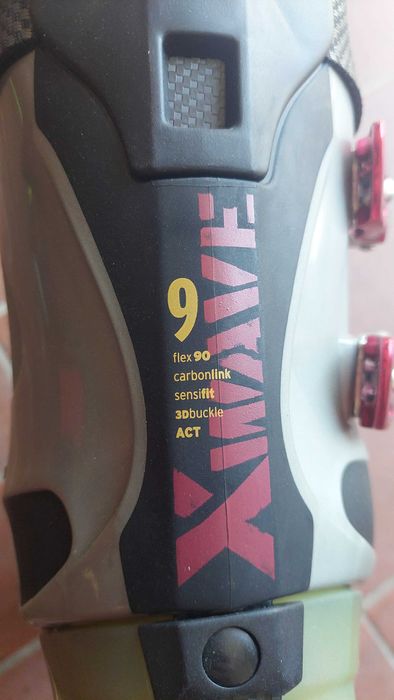 XWAVE
9
flex 90
carbonlink
sensifit
3Dbuckle
ACT